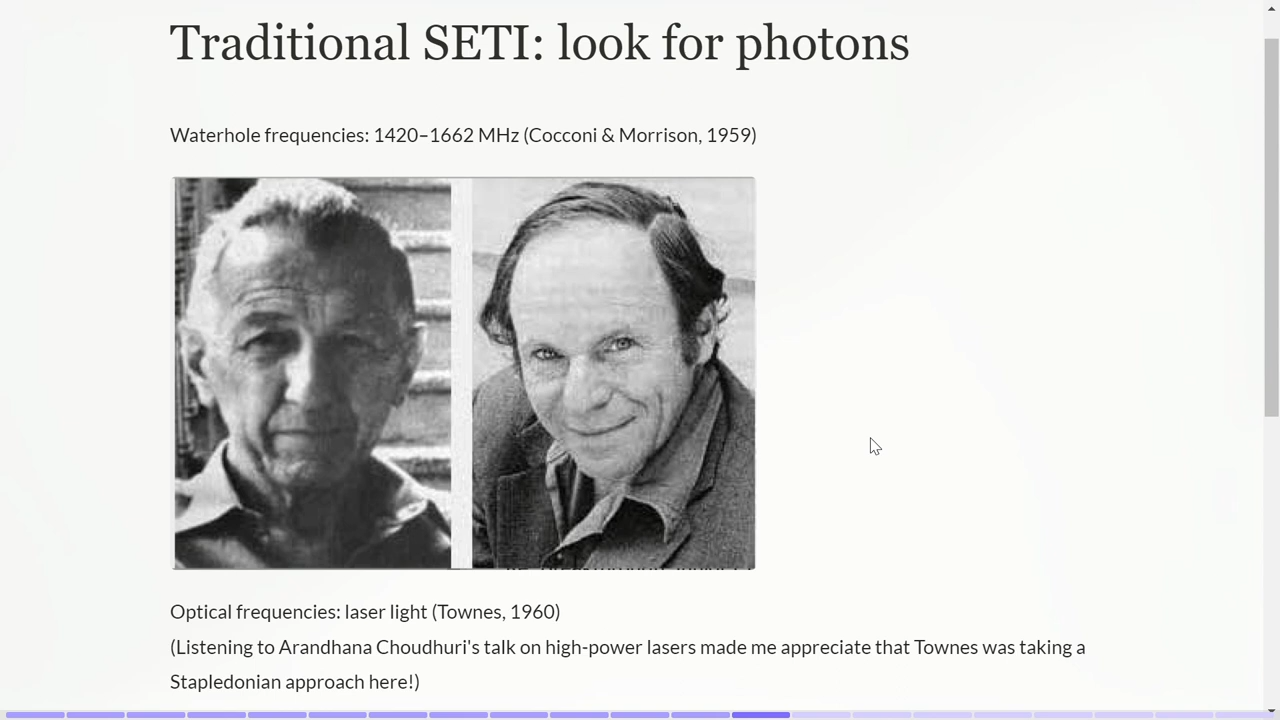 Traditional SETI: look for photons
Waterhole frequencies: 1420–1662 MHz (Cocconi & Morrison, 1959)
Optical frequencies: laser light (Townes, 1960)
(Listening to Arandhana Choudhuri's talk on high-power lasers made me appreciate that Townes was taking a
Stapledonian approach here!)